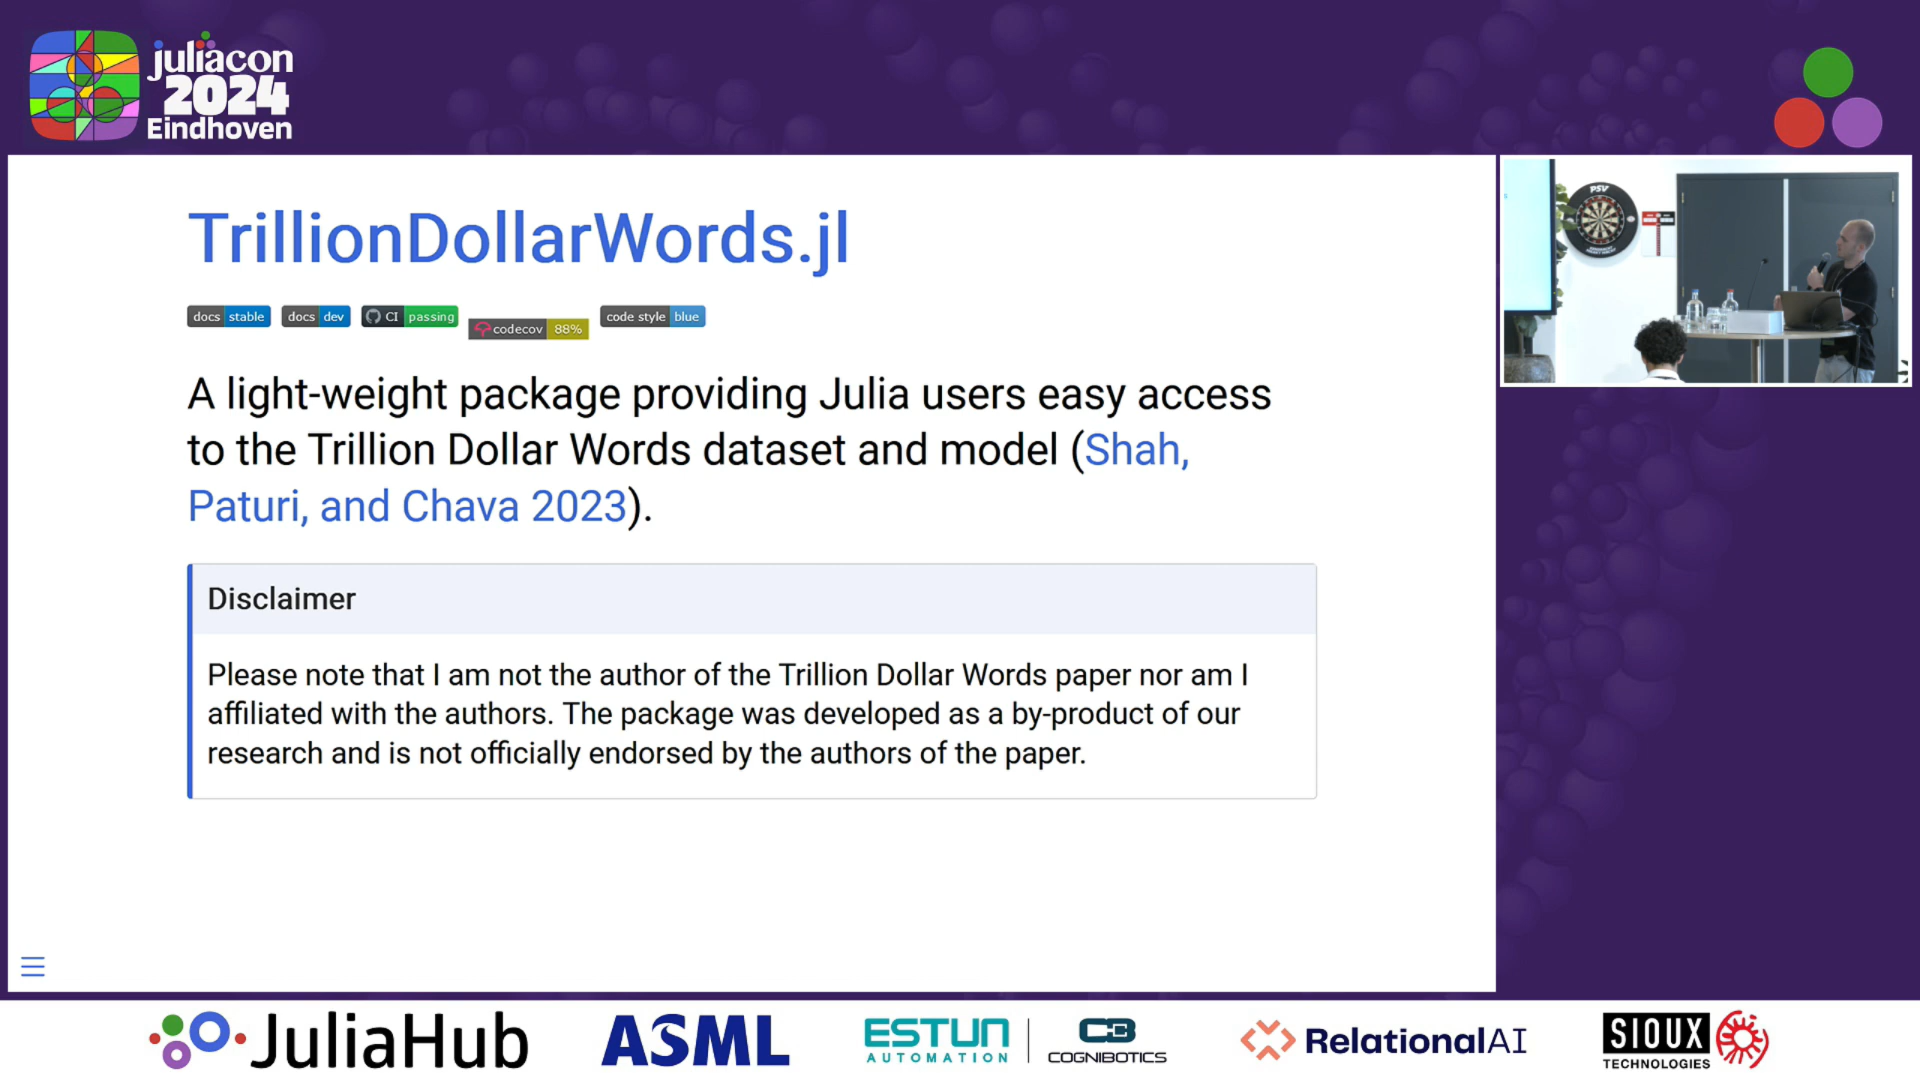 juliacon
2024
Eindhoven
TrillionDollarWords.jl
docs stable docs dev CI passing codecov 88% code style blue
A light-weight package providing Julia users easy access
to the Trillion Dollar Words dataset and model (Shah,
Paturi, and Chava 2023).
Disclaimer
Please note that I am not the author of the Trillion Dollar Words paper nor am I
affiliated with the authors. The package was developed as a by-product of our
research and is not officially endorsed by the authors of the paper.
PSV
JuliaHub
ASML
ESTUN
AUTOMATION
COGNIBOTICS
RelationalAI
SIOUX
TECHNOLOGIES